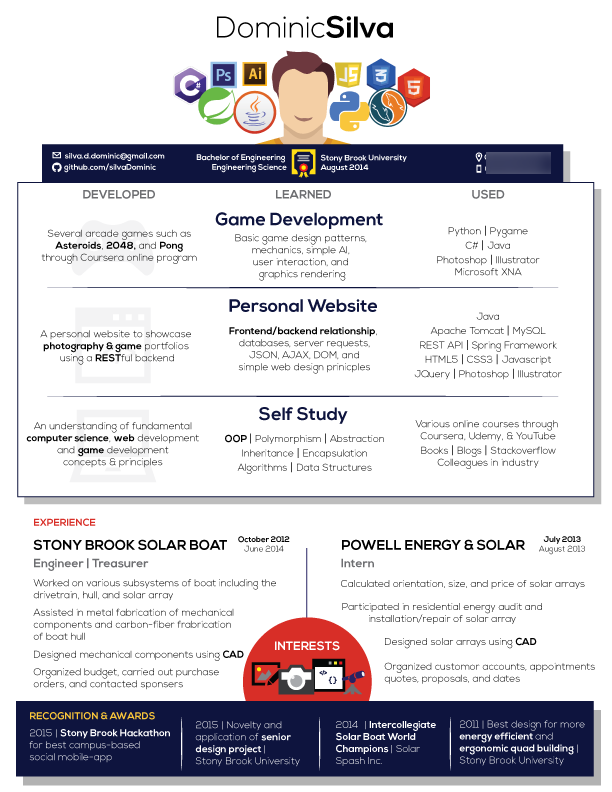 DominicSilva
C#
Ps
Ai
JS
3
5
silva.d.dominic@gmail.com
github.com/silvaDominic
Bachelor of Engineering
Engineering Science
Stony Brook University
August 2014
DEVELOPED
LEARNED
USED
Game Development
Several arcade games such as
Asteroids, 2048, and Pong
through Coursera online program
Basic game design patterns,
mechanics, simple AI,
user interaction, and
graphics rendering
Python | Pygame
C# | Java
Photoshop | Illustrator
Microsoft XNA
Personal Website
A personal website to showcase
photography & game portfolios
using a RESTful backend
Frontend/backend relationship,
databases, server requests,
JSON, AJAX, DOM, and
simple web design prinicples
Java
Apache Tomcat | MySQL
REST API | Spring Framework
HTML5 | CSS3 | Javascript
JQuery | Photoshop | Illustrator
Self Study
An understanding of fundamental
computer science, web development
and game development
concepts & principles
OOP | Polymorphism | Abstraction
Inheritance | Encapsulation
Algorithms | Data Structures
Various online courses through
Coursera, Udemy, & YouTube
Books | Blogs | Stackoverflow
Colleagues in industry
EXPERIENCE
STONY BROOK SOLAR BOAT
October 2012
June 2014
Engineer | Treasurer
Worked on various subsystems of boat including the
drivetrain, hull, and solar array
Assisted in metal fabrication of mechanical
components and carbon-fiber frabrication
of boat hull
Designed mechanical components using CAD
Organized budget, carried out purchase
orders, and contacted sponsers
POWELL ENERGY & SOLAR
July 2013
August 2013
Intern
Calculated orientation, size, and price of solar arrays
Participated in residential energy audit and
installation/repair of solar array
Designed solar arrays using CAD
Organized customer accounts, appointments
quotes, proposals, and dates
INTERESTS
</>
{}
RECOGNITION & AWARDS
2015 | Stony Brook Hackathon
for best campus-based
social mobile-app
2015 | Novelty and
application of senior
design project |
Stony Brook University
2014 | Intercollegiate
Solar Boat World
Champions | Solar
Spash Inc.
2011 | Best design for more
energy efficient and
ergonomic quad building |
Stony Brook University